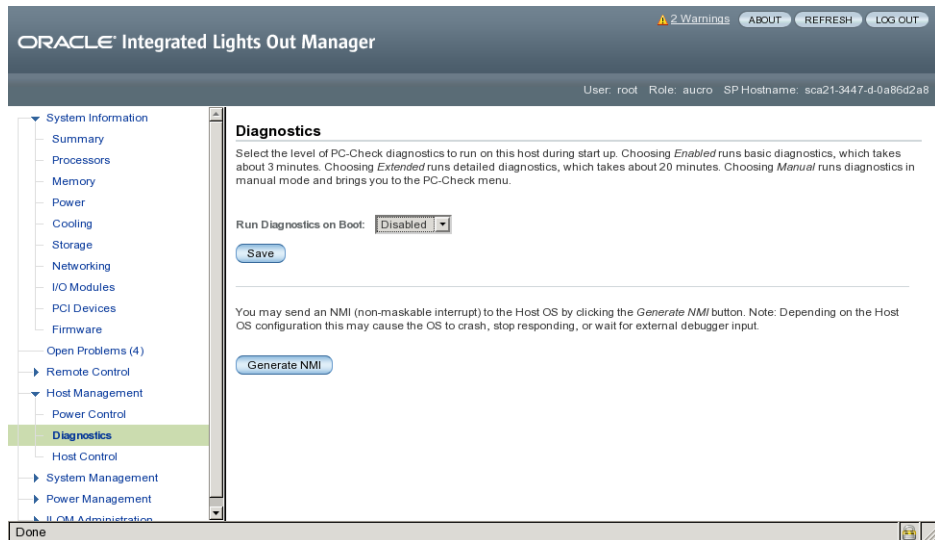 2 Warnings ABOUT REFRESH LOG OUT
ORACLE Integrated Lights Out Manager
User: root Role: aucro SP Hostname: sca21-3447-d-0a86d2a8
System Information
Summary
Processors
Memory
Power
Cooling
Storage
Networking
I/O Modules
PCI Devices
Firmware
Open Problems (4)
Remote Control
Host Management
Power Control
Diagnostics
Host Control
System Management
Power Management
ILOM Administration
Diagnostics
Select the level of PC-Check diagnostics to run on this host during start up. Choosing Enabled runs basic diagnostics, which takes
about 3 minutes. Choosing Extended runs detailed diagnostics, which takes about 20 minutes. Choosing Manual runs diagnostics in
manual mode and brings you to the PC-Check menu.
Run Diagnostics on Boot: Disabled
Save
You may send an NMI (non-maskable interrupt) to the Host OS by clicking the Generate NMI button. Note: Depending on the Host
OS configuration this may cause the OS to crash, stop responding, or wait for external debugger input.
Generate NMI
Done